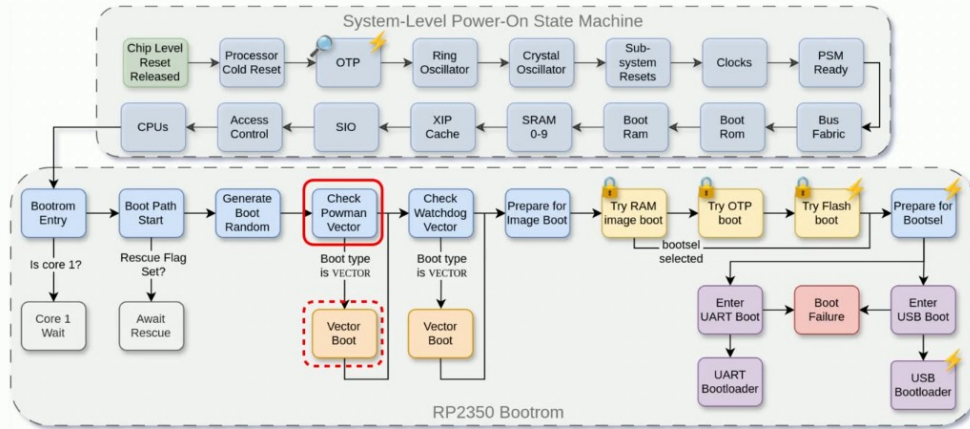 System-Level Power-On State Machine
Chip Level
Reset
Released
Processor
Cold Reset
OTP
Ring
Oscillator
Crystal
Oscillator
Sub-
system
Resets
Clocks
PSM
Ready
CPUs
Access
Control
SIO
XIP
Cache
SRAM
0-9
Boot
Ram
Boot
Rom
Bus
Fabric
Bootrom
Entry
Boot Path
Start
Generate
Boot
Random
Check
Powman
Vector
Check
Watchdog
Vector
Prepare for
Image Boot
Try RAM
image boot
Try OTP
boot
Try Flash
boot
Prepare for
Bootsel
bootsel
selected
Is core 1?
Rescue Flag
Set?
Boot type
is VECTOR
Boot type
is VECTOR
Core 1
Wait
Await
Rescue
Vector
Boot
Vector
Boot
Enter
UART Boot
Boot
Failure
Enter
USB Boot
UART
Bootloader
USB
Bootloader
RP2350 Bootrom